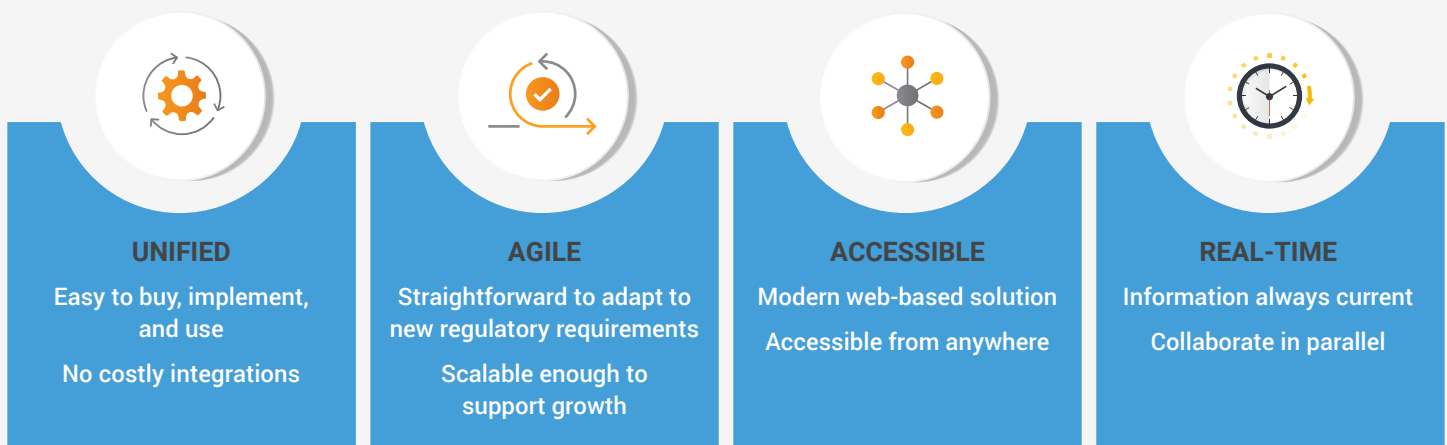 UNIFIED
Easy to buy, implement,
and use
No costly integrations
AGILE
Straightforward to adapt to
new regulatory requirements
Scalable enough to
support growth
ACCESSIBLE
Modern web-based solution
Accessible from anywhere
REAL-TIME
Information always current
Collaborate in parallel